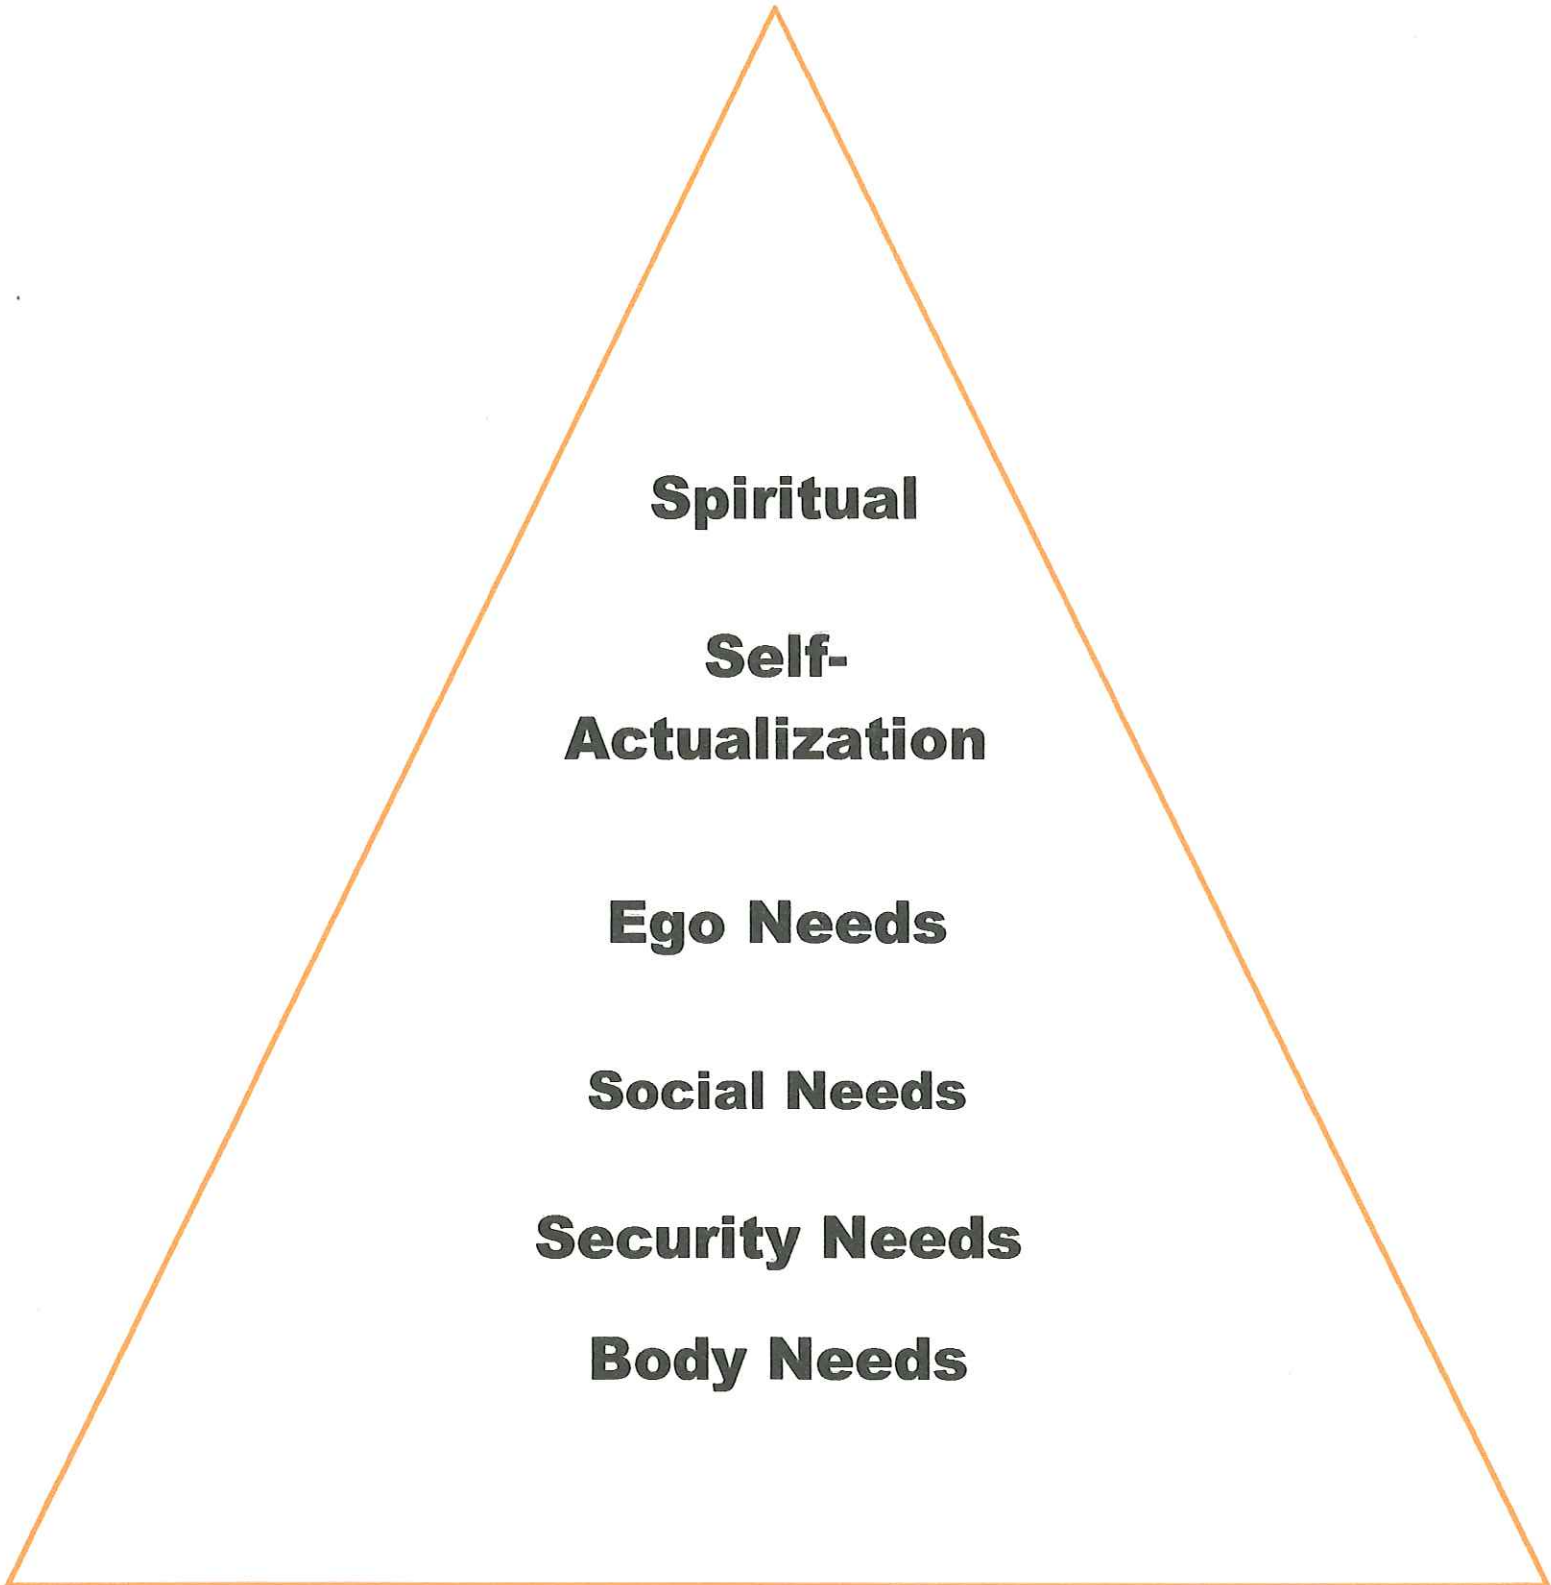 Spiritual
Self-
Actualization
Ego Needs
Social Needs
Security Needs
Body Needs